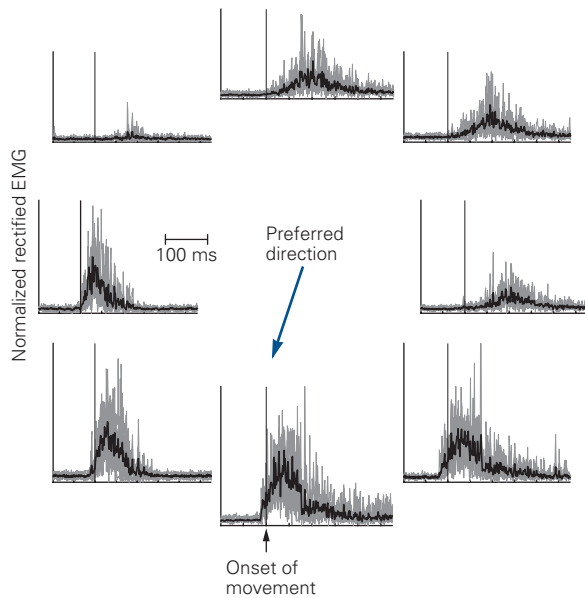 Normalized rectified EMG
100 ms
Preferred
direction
Onset of
movement